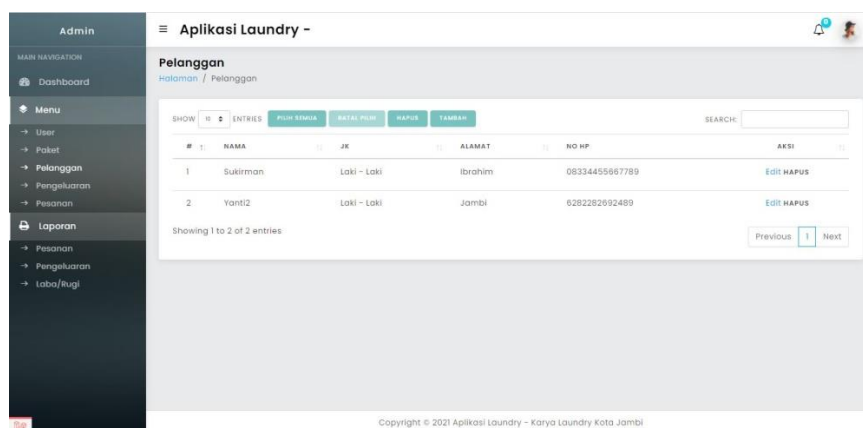 Admin
≡ Aplikasi Laundry -
MAIN NAVIGATION
Dashboard
Menu
→ User
→ Paket
→ Pelanggan
→ Pengeluaran
→ Pesanan
Laporan
→ Pesanan
→ Pengeluaran
→ Laba/Rugi
Pelanggan
Halaman / Pelanggan
SHOW 10 ENTRIES PILIH SEMUA BATAL PILIH HAPUS TAMBAH SEARCH:
# NAMA JK ALAMAT NO HP AKSI
1 Sukirman Laki - Laki Ibrahim 08334455667789 Edit HAPUS
2 Yanti2 Laki - Laki Jambi 6282282692489 Edit HAPUS
Showing 1 to 2 of 2 entries
Previous 1 Next
Copyright © 2021 Aplikasi Laundry - Karya Laundry Kota Jambi